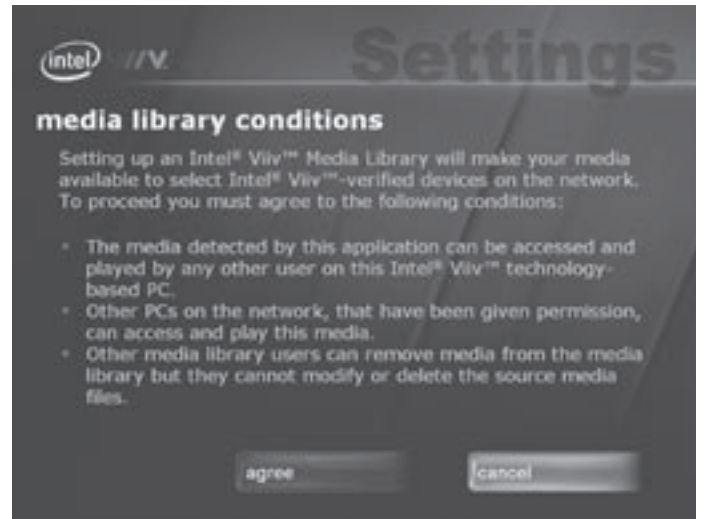 Settings
intel //V.
media library conditions
Setting up an Intel® Viiv™ Media Library will make your media
available to select Intel® Viiv™-verified devices on the network.
To proceed you must agree to the following conditions:
• The media detected by this application can be accessed and
played by any other user on this Intel® Viiv™ technology-
based PC.
• Other PCs on the network, that have been given permission,
can access and play this media.
• Other media library users can remove media from the media
library but they cannot modify or delete the source media
files.
agree cancel